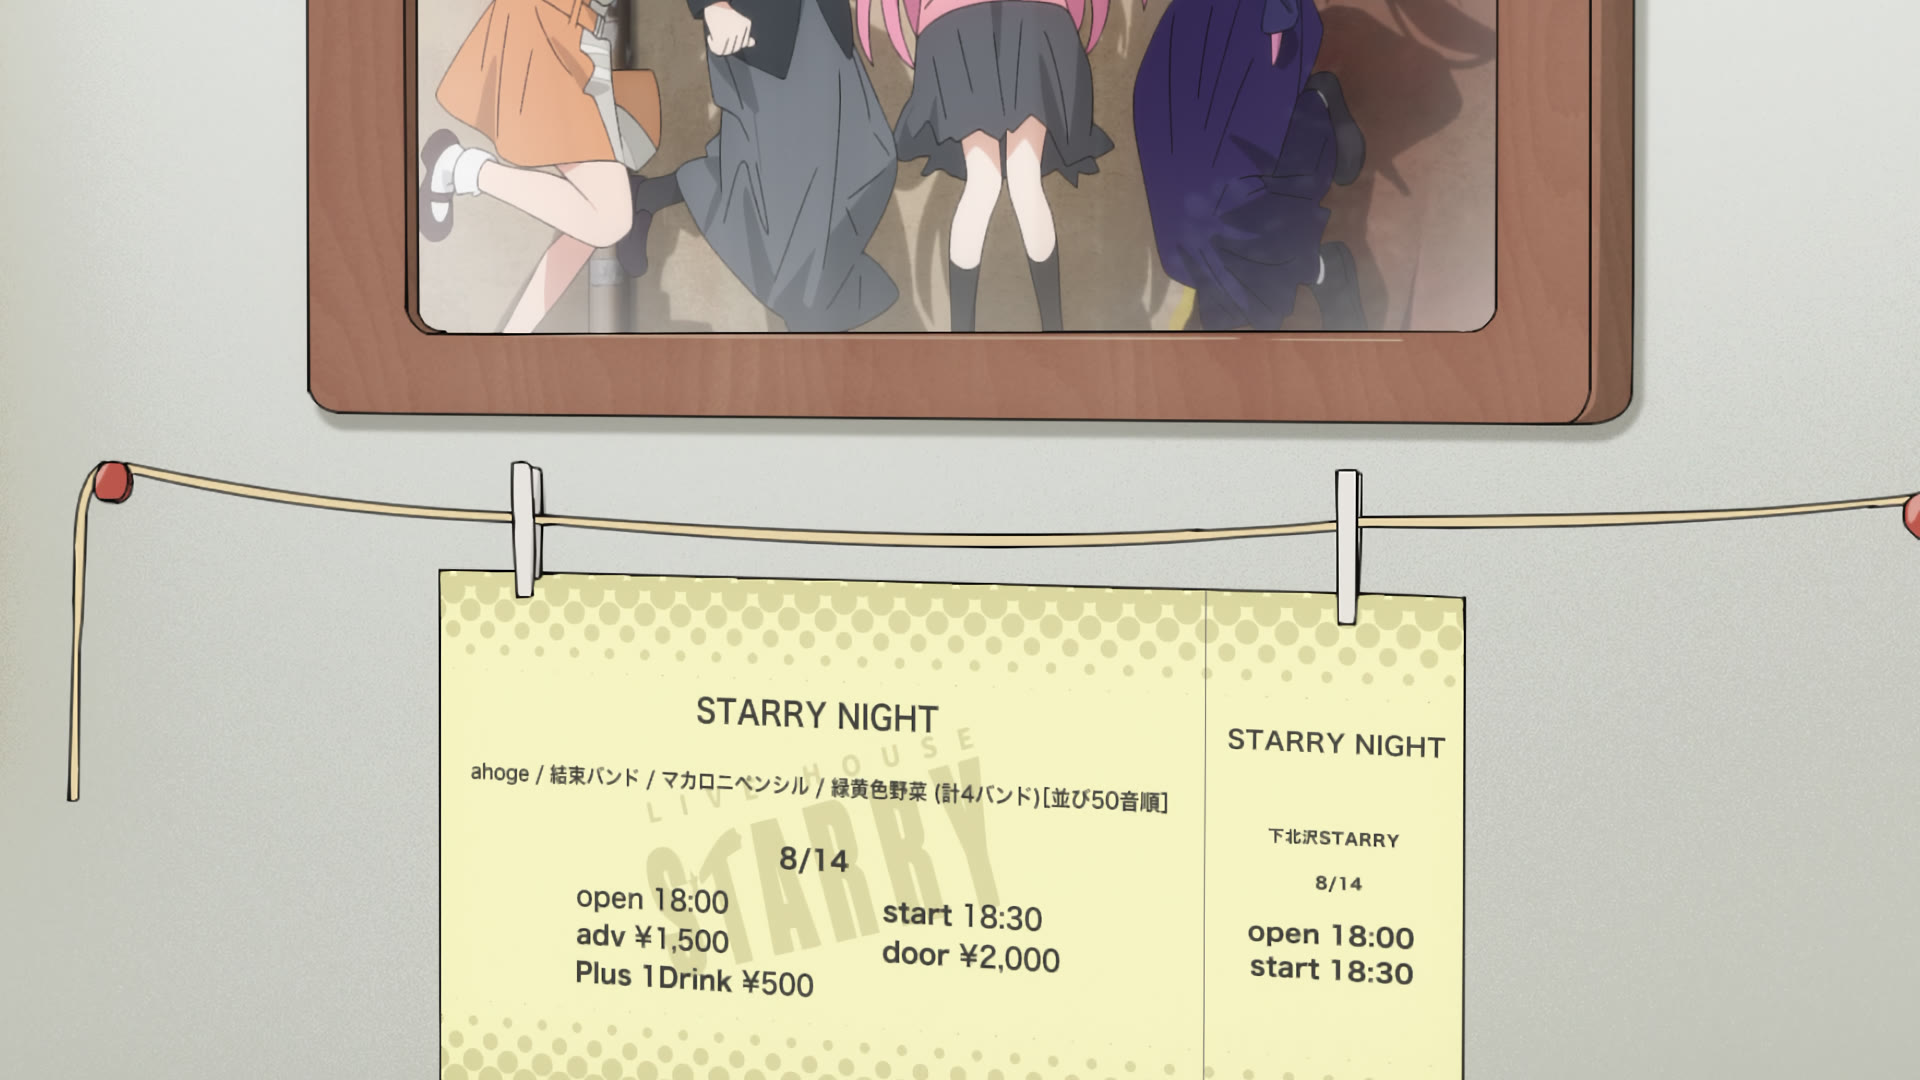 STARRY NIGHT
ahoge / 結束バンド / マカロニペンシル / 緑黄色野菜 (計4バンド)[並び50音順]
LIVE HOUSE
STARRY
8/14
open 18:00
start 18:30
adv ¥1,500
door ¥2,000
Plus 1Drink ¥500
STARRY NIGHT
下北沢STARRY
8/14
open 18:00
start 18:30